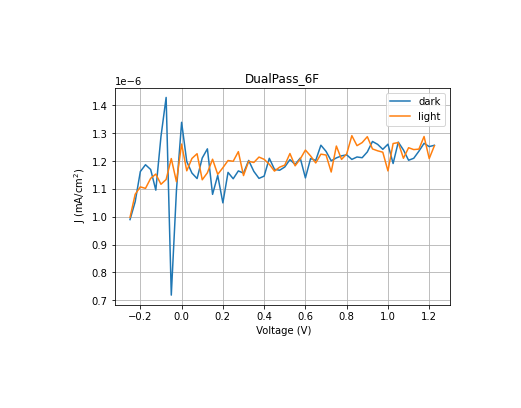 DualPass_6F
1e−6
dark
light
1.4
1.3
1.2
1.1
1.0
0.9
0.8
0.7
J (mA/cm²)
−0.2 0.0 0.2 0.4 0.6 0.8 1.0 1.2
Voltage (V)